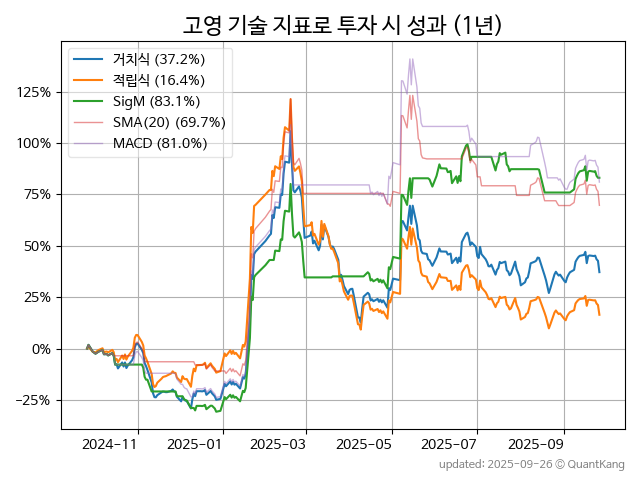 고영 기술 지표로 투자 시 성과 (1년)
거치식 (37.2%)
적립식 (16.4%)
SigM (83.1%)
SMA(20) (69.7%)
MACD (81.0%)
125%
100%
75%
50%
25%
0%
−25%
2024−11 2025−01 2025−03 2025−05 2025−07 2025−09
updated: 2025-09-26 © QuantKang